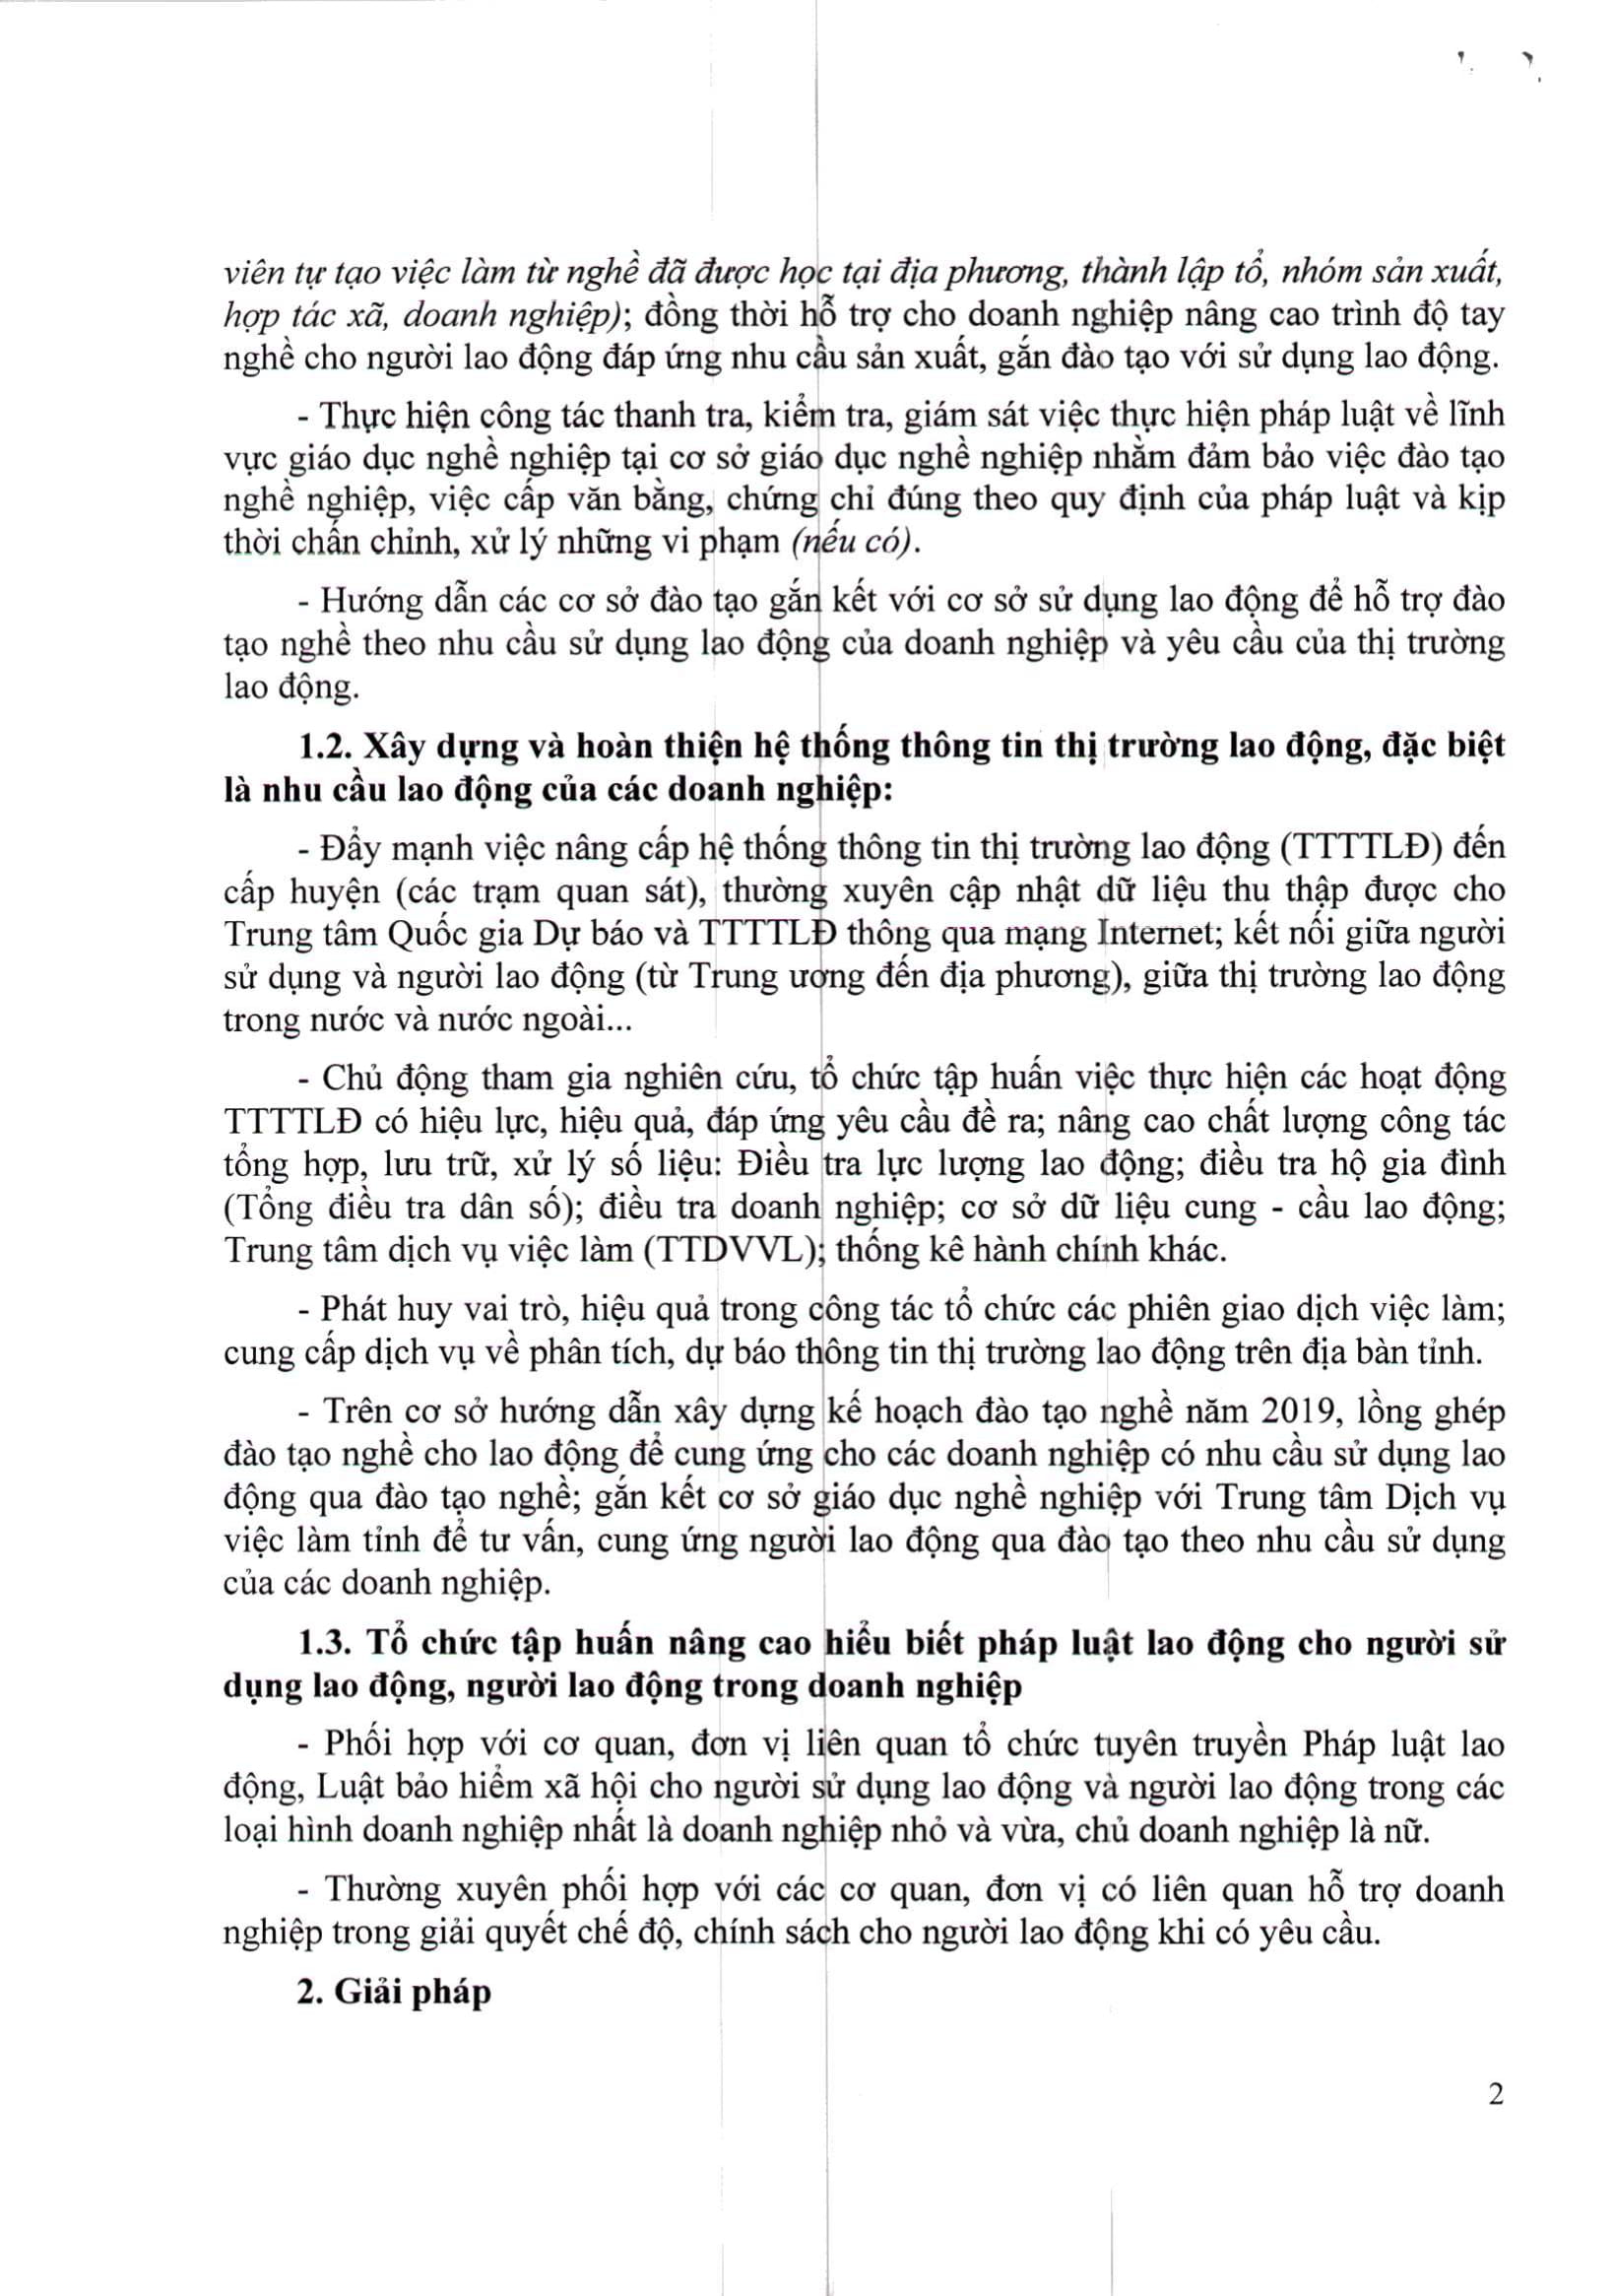 viên tự tạo việc làm từ nghề đã được học tại địa phương, thành lập tổ, nhóm sản xuất,
hợp tác xã, doanh nghiệp); đồng thời hỗ trợ cho doanh nghiệp nâng cao trình độ tay
nghề cho người lao động đáp ứng nhu cầu sản xuất, gắn đào tạo với sử dụng lao động.
- Thực hiện công tác thanh tra, kiểm tra, giám sát việc thực hiện pháp luật về lĩnh
vực giáo dục nghề nghiệp tại cơ sở giáo dục nghề nghiệp nhằm đảm bảo việc đào tạo
nghề nghiệp, việc cấp văn bằng, chứng chỉ đúng theo quy định của pháp luật và kịp
thời chấn chỉnh, xử lý những vi phạm (nếu có).
- Hướng dẫn các cơ sở đào tạo gắn kết với cơ sở sử dụng lao động để hỗ trợ đào
tạo nghề theo nhu cầu sử dụng lao động của doanh nghiệp và yêu cầu của thị trường
lao động.
1.2. Xây dựng và hoàn thiện hệ thống thông tin thị trường lao động, đặc biệt
là nhu cầu lao động của các doanh nghiệp:
- Đẩy mạnh việc nâng cấp hệ thống thông tin thị trường lao động (TTTTLĐ) đến
cấp huyện (các trạm quan sát), thường xuyên cập nhật dữ liệu thu thập được cho
Trung tâm Quốc gia Dự báo và TTTTLĐ thông qua mạng Internet; kết nối giữa người
sử dụng và người lao động (từ Trung ương đến địa phương), giữa thị trường lao động
trong nước và nước ngoài...
- Chủ động tham gia nghiên cứu, tổ chức tập huấn việc thực hiện các hoạt động
TTTTLĐ có hiệu lực, hiệu quả, đáp ứng yêu cầu đề ra; nâng cao chất lượng công tác
tổng hợp, lưu trữ, xử lý số liệu: Điều tra lực lượng lao động; điều tra hộ gia đình
(Tổng điều tra dân số); điều tra doanh nghiệp; cơ sở dữ liệu cung - cầu lao động;
Trung tâm dịch vụ việc làm (TTDVVL); thống kê hành chính khác.
- Phát huy vai trò, hiệu quả trong công tác tổ chức các phiên giao dịch việc làm;
cung cấp dịch vụ về phân tích, dự báo thông tin thị trường lao động trên địa bàn tỉnh.
- Trên cơ sở hướng dẫn xây dựng kế hoạch đào tạo nghề năm 2019, lồng ghép
đào tạo nghề cho lao động để cung ứng cho các doanh nghiệp có nhu cầu sử dụng lao
động qua đào tạo nghề; gắn kết cơ sở giáo dục nghề nghiệp với Trung tâm Dịch vụ
việc làm tỉnh để tư vấn, cung ứng người lao động qua đào tạo theo nhu cầu sử dụng
của các doanh nghiệp.
1.3. Tổ chức tập huấn nâng cao hiểu biết pháp luật lao động cho người sử
dụng lao động, người lao động trong doanh nghiệp
- Phối hợp với cơ quan, đơn vị liên quan tổ chức tuyên truyền Pháp luật lao
động, Luật bảo hiểm xã hội cho người sử dụng lao động và người lao động trong các
loại hình doanh nghiệp nhất là doanh nghiệp nhỏ và vừa, chủ doanh nghiệp là nữ.
- Thường xuyên phối hợp với các cơ quan, đơn vị có liên quan hỗ trợ doanh
nghiệp trong giải quyết chế độ, chính sách cho người lao động khi có yêu cầu.
2. Giải pháp
2